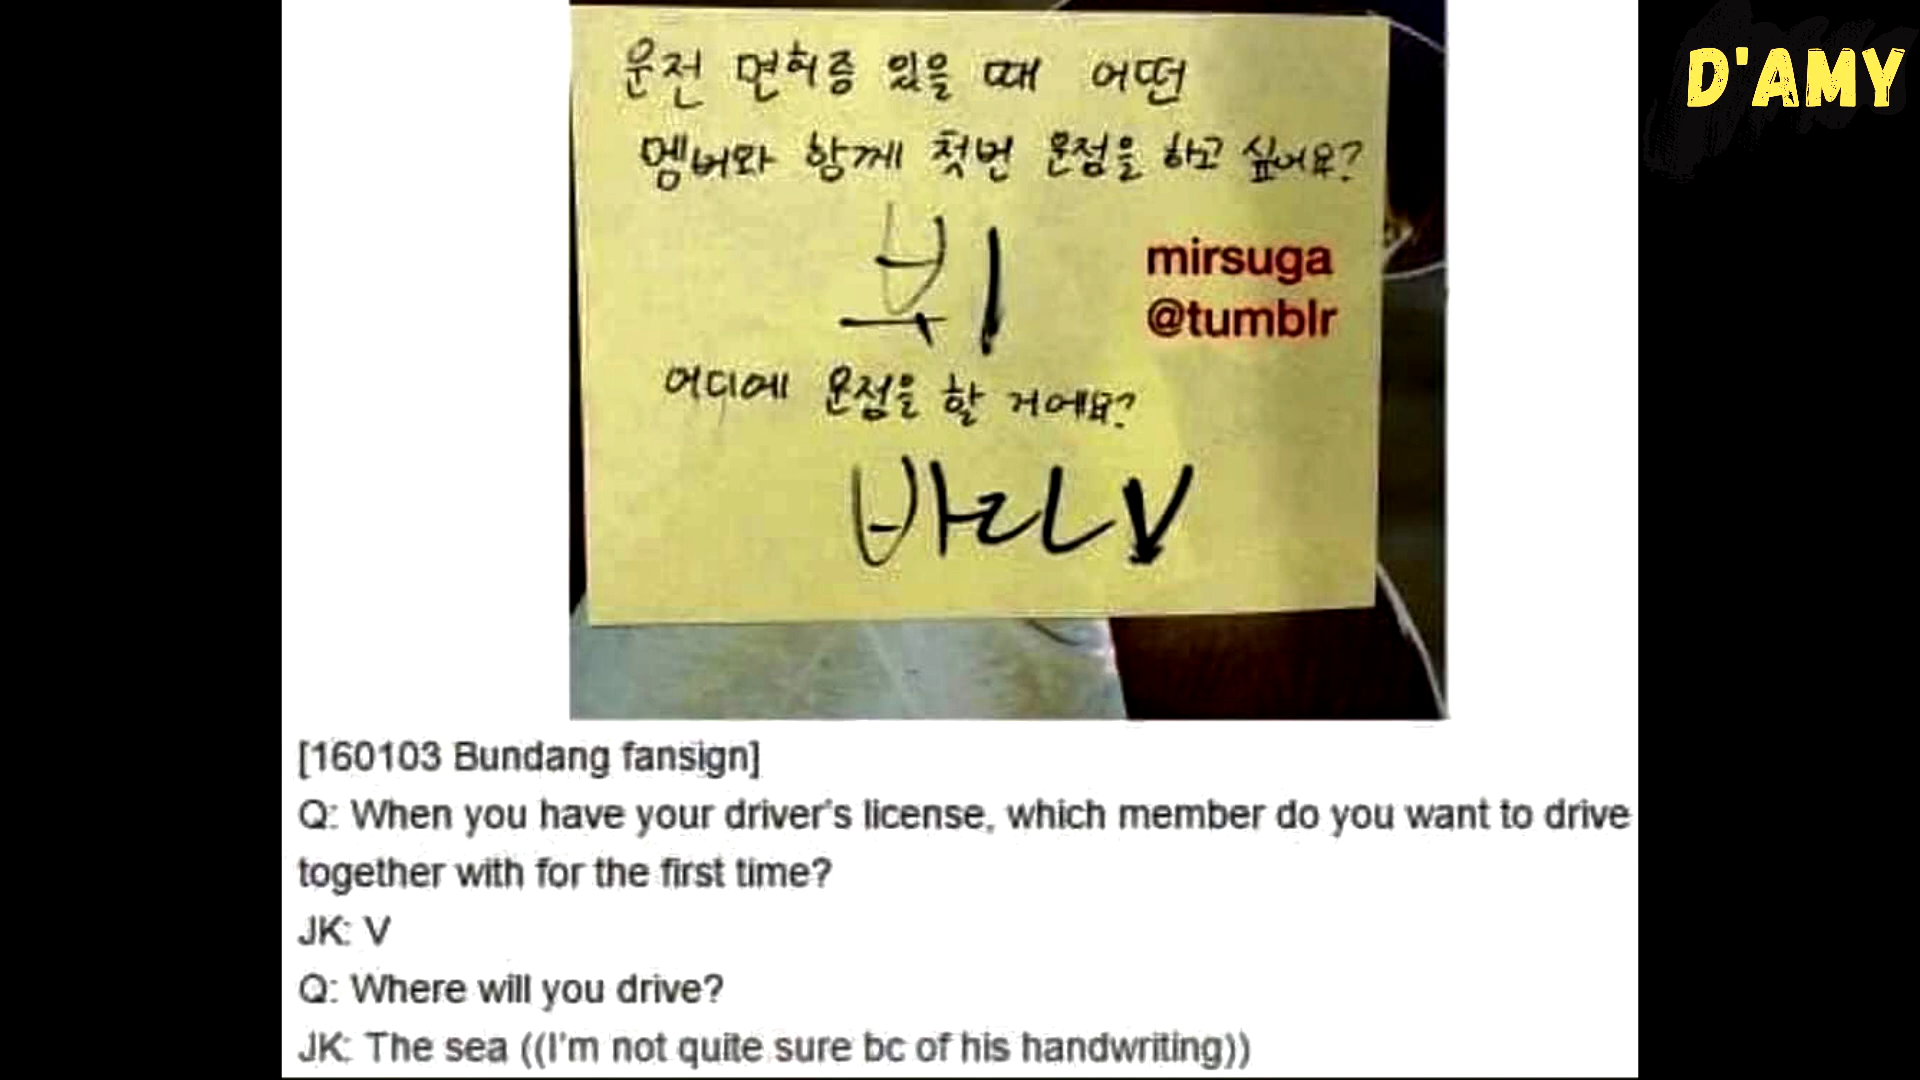 D'AMY
운전 면허증 있을 때 어떤
멤버와 함께 첫번 운점을 하고 싶어요?
뷔
mirsuga
@tumblr
어디에 운점을 할 거에요?
바다 V
[160103 Bundang fansign]
Q: When you have your driver's license, which member do you want to drive
together with for the first time?
JK: V
Q: Where will you drive?
JK: The sea ((I'm not quite sure bc of his handwriting))